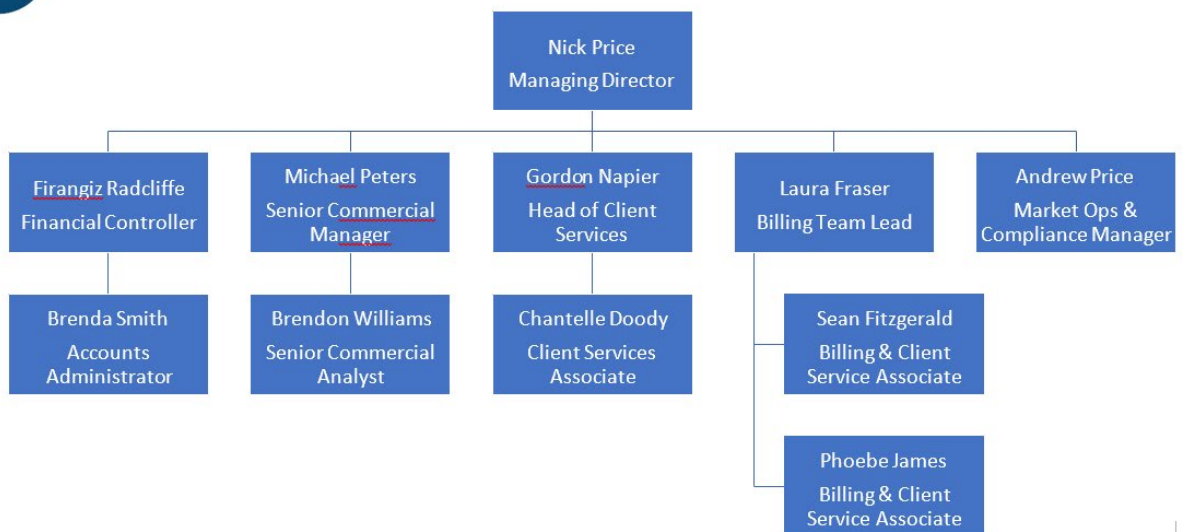 Nick Price
Managing Director
Firangiz Radcliffe
Financial Controller
Michael Peters
Senior Commercial
Manager
Gordon Napier
Head of Client
Services
Laura Fraser
Billing Team Lead
Andrew Price
Market Ops &
Compliance Manager
Brenda Smith
Accounts
Administrator
Brendon Williams
Senior Commercial
Analyst
Chantelle Doody
Client Services
Associate
Sean Fitzgerald
Billing & Client
Service Associate
Phoebe James
Billing & Client
Service Associate